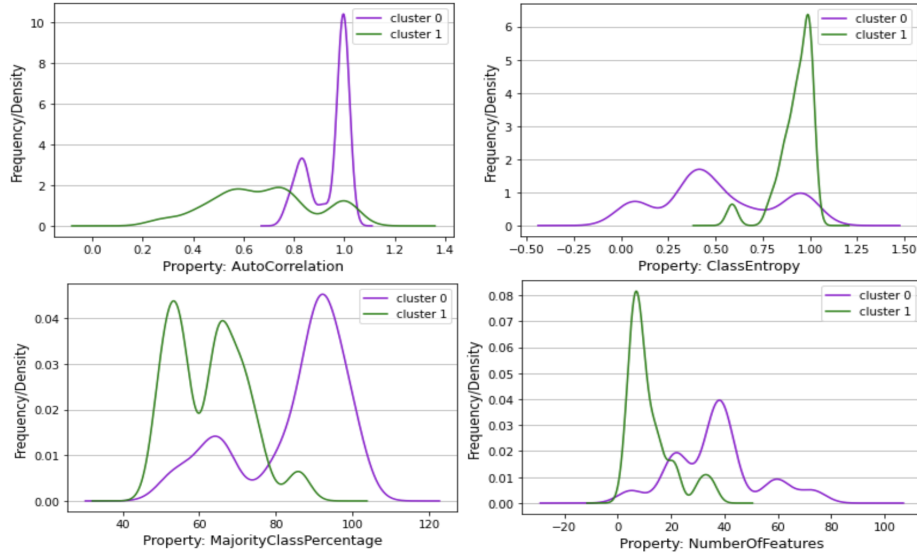 10
8
6
4
2
0
Frequency/Density
cluster 0
cluster 1
0.0 0.2 0.4 0.6 0.8 1.0 1.2 1.4
Property: AutoCorrelation
6
5
4
3
2
1
0
Frequency/Density
cluster 0
cluster 1
−0.50 −0.25 0.00 0.25 0.50 0.75 1.00 1.25 1.50
Property: ClassEntropy
0.04
0.03
0.02
0.01
0.00
Frequency/Density
cluster 0
cluster 1
40 60 80 100 120
Property: MajorityClassPercentage
0.08
0.07
0.06
0.05
0.04
0.03
0.02
0.01
0.00
Frequency/Density
cluster 0
cluster 1
−20 0 20 40 60 80 100
Property: NumberOfFeatures